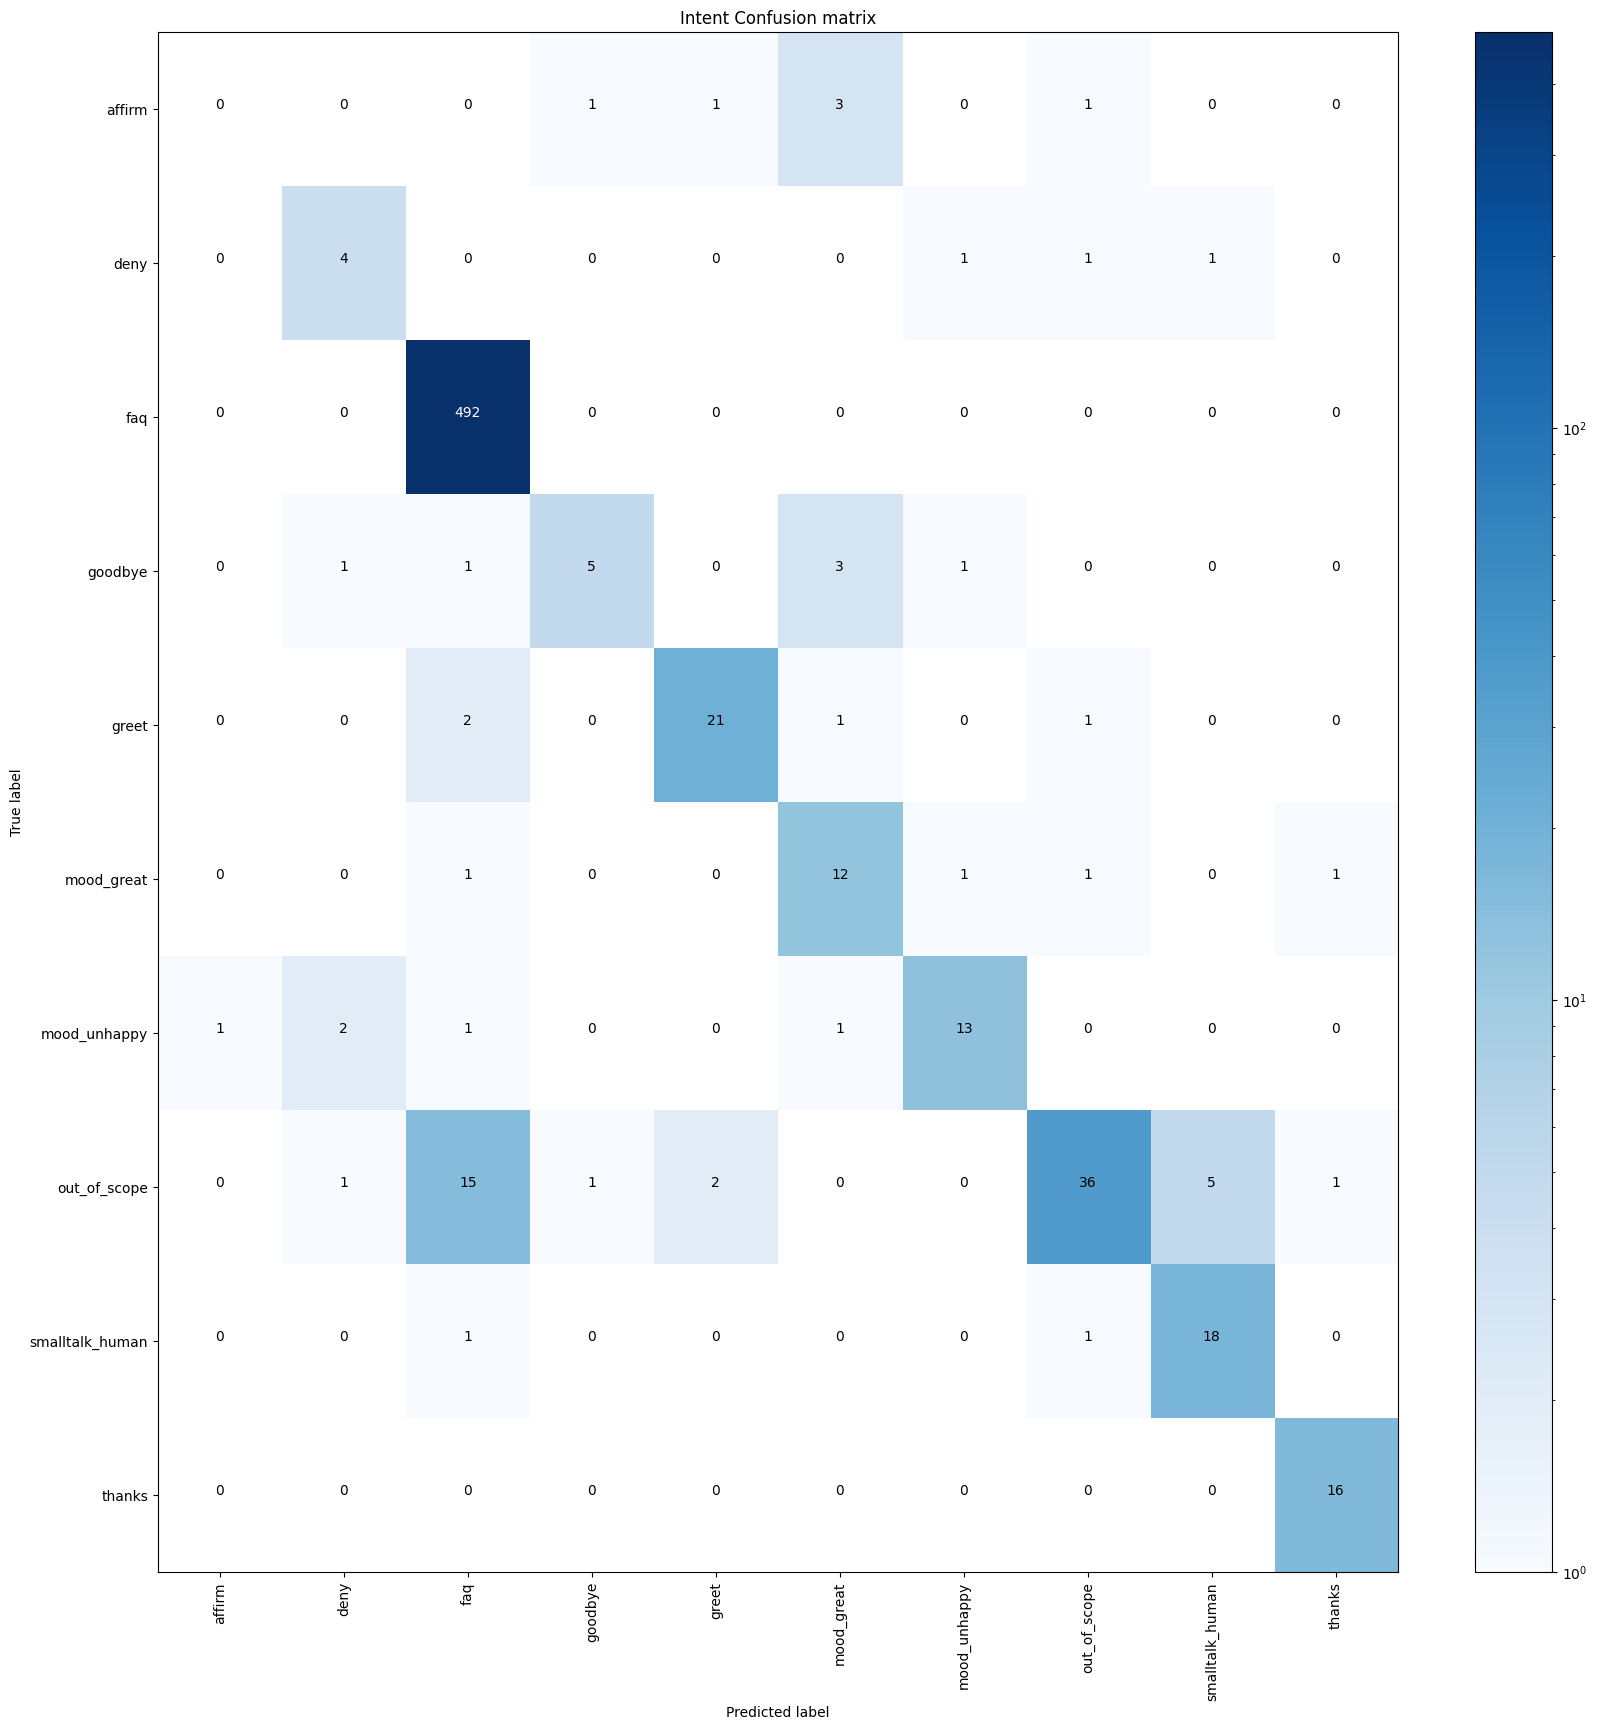 Intent Confusion matrix
affirm 0 0 0 1 1 3 0 1 0 0
deny 0 4 0 0 0 0 1 1 1 0
faq 0 0 492 0 0 0 0 0 0 0
goodbye 0 1 1 5 0 3 1 0 0 0
greet 0 0 2 0 21 1 0 1 0 0
mood_great 0 0 1 0 0 12 1 1 0 1
mood_unhappy 1 2 1 0 0 1 13 0 0 0
out_of_scope 0 1 15 1 2 0 0 36 5 1
smalltalk_human 0 0 1 0 0 0 0 1 18 0
thanks 0 0 0 0 0 0 0 0 0 16
True label
affirm
deny
faq
goodbye
greet
mood_great
mood_unhappy
out_of_scope
smalltalk_human
thanks
Predicted label
10²
10¹
10⁰